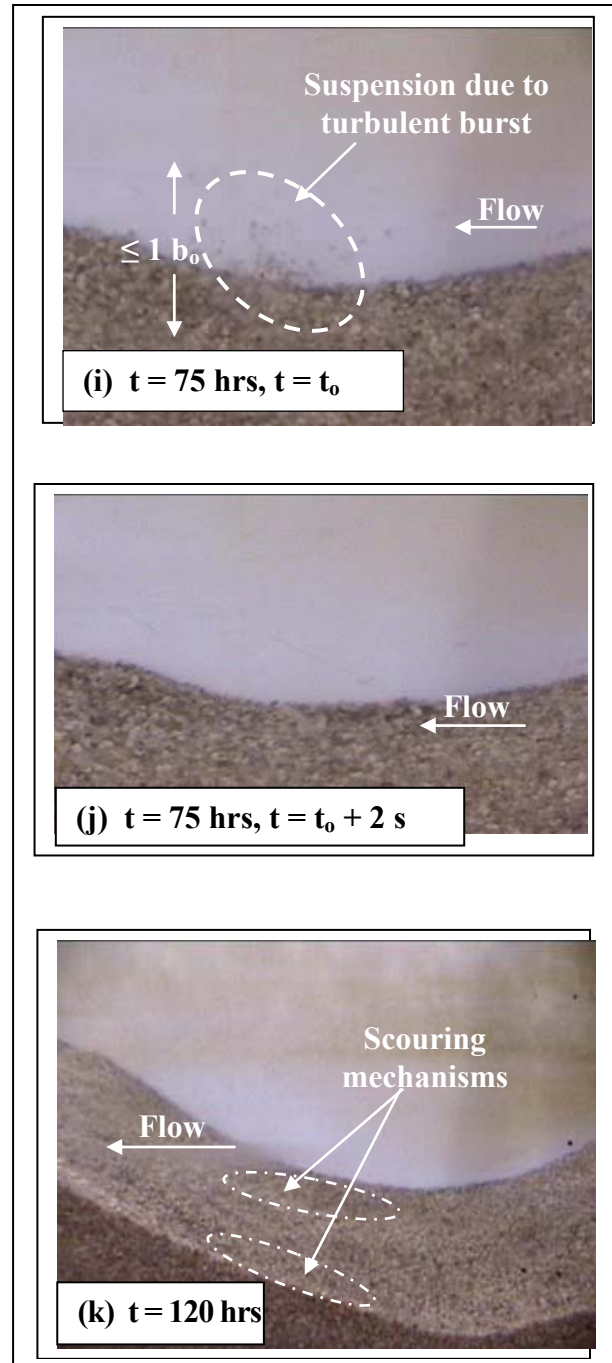 Suspension due to
turbulent burst
Flow
≤ 1 bₒ
(i) t = 75 hrs, t = tₒ
Flow
(j) t = 75 hrs, t = tₒ + 2 s
Scouring
mechanisms
Flow
(k) t = 120 hrs